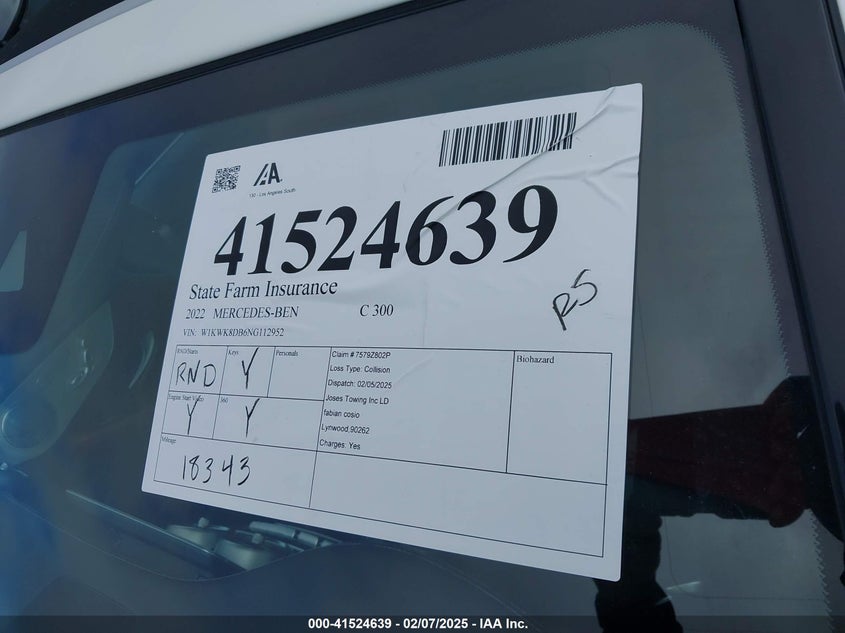 IAA
130 - Los Angeles South
41524639
State Farm Insurance
2022 MERCEDES-BEN C 300
VIN: W1KWK8DB6NG112952
R5
RND/Starts
RND
Keys
Y
Personals
Engine Start Video
Y
360
Y
Mileage
18343
Claim # 7579Z802P
Loss Type: Collision
Dispatch: 02/05/2025
Joses Towing Inc LD
fabian cosio
Lynwood,90262
Charges: Yes
Biohazard
000-41524639 - 02/07/2025 - IAA Inc.